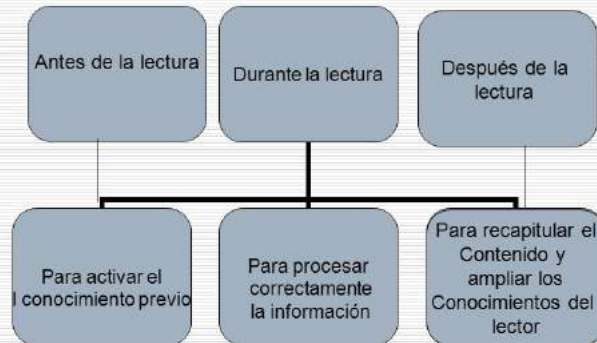 Antes de la lectura
Durante la lectura
Después de la
lectura
Para activar el
l conocimiento previo
Para procesar
correctamente
la información
Para recapitular el
Contenido y
ampliar los
Conocimientos del
lector